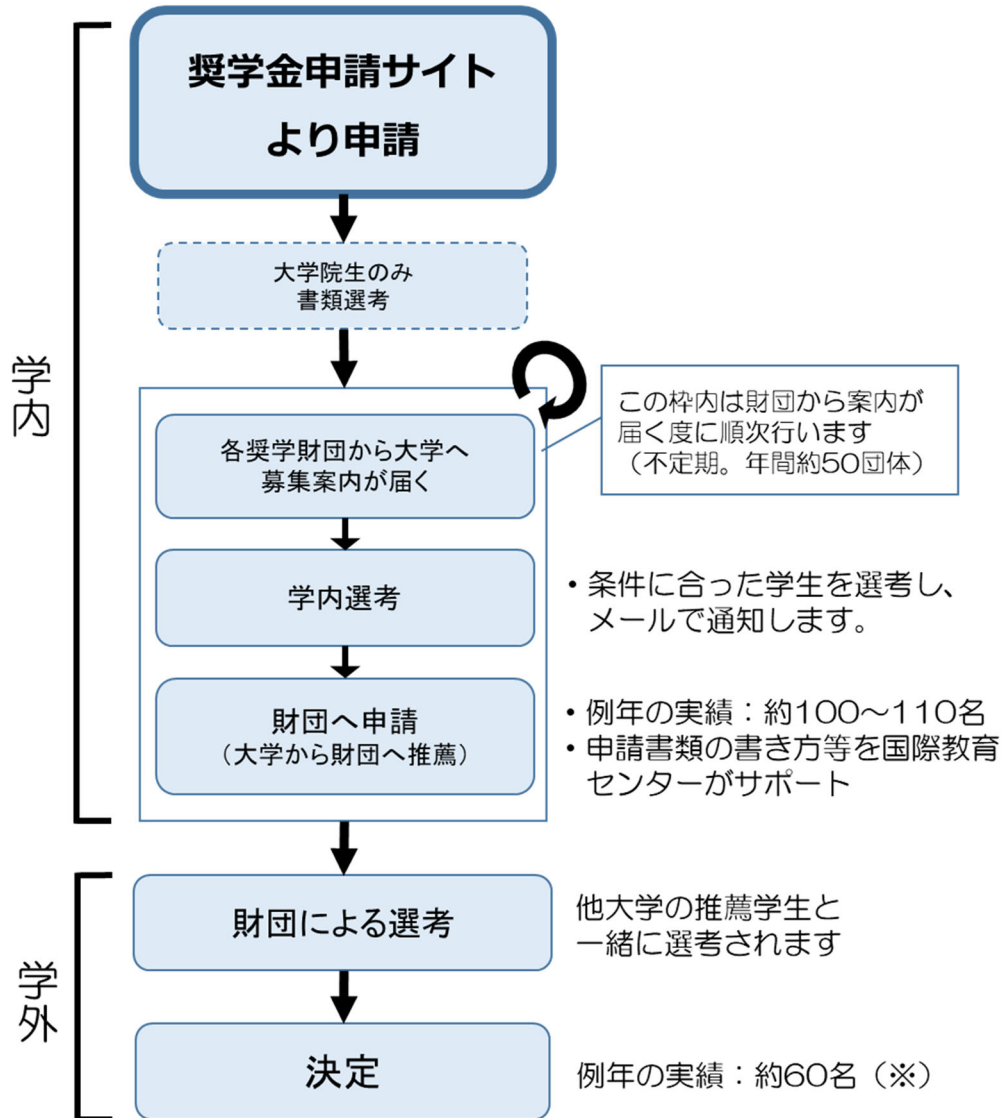 奨学金申請サイト
より申請
大学院生のみ
書類選考
学内
各奨学財団から大学へ
募集案内が届く
この枠内は財団から案内が
届く度に順次行います
（不定期。年間約50団体）
学内選考
・条件に合った学生を選考し、
メールで通知します。
財団へ申請
（大学から財団へ推薦）
・例年の実績：約100～110名
・申請書類の書き方等を国際教育
センターがサポート
学外
財団による選考
他大学の推薦学生と
一緒に選考されます
決定
例年の実績：約60名（※）